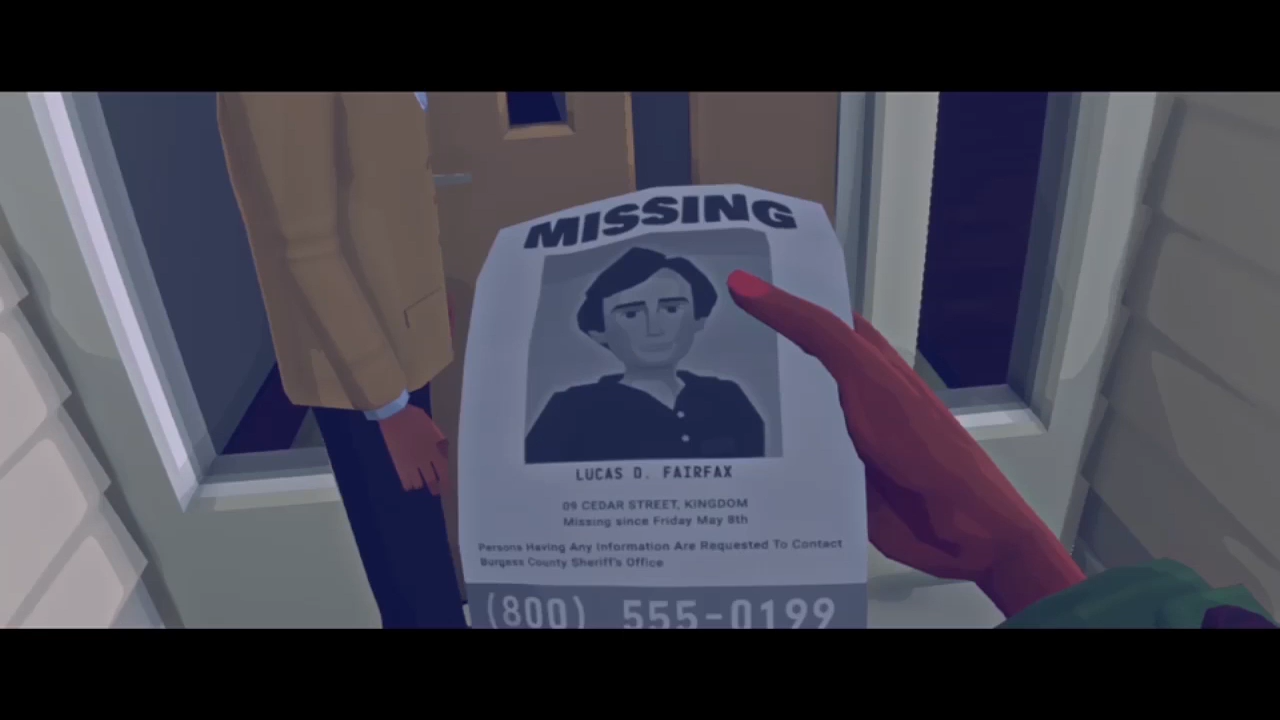 MISSING
LUCAS D. FAIRFAX
09 CEDAR STREET, KINGDOM
Missing since Friday May 8th
Persons Having Any Information Are Requested To Contact
Burgess County Sheriff's Office
(800) 555-0199